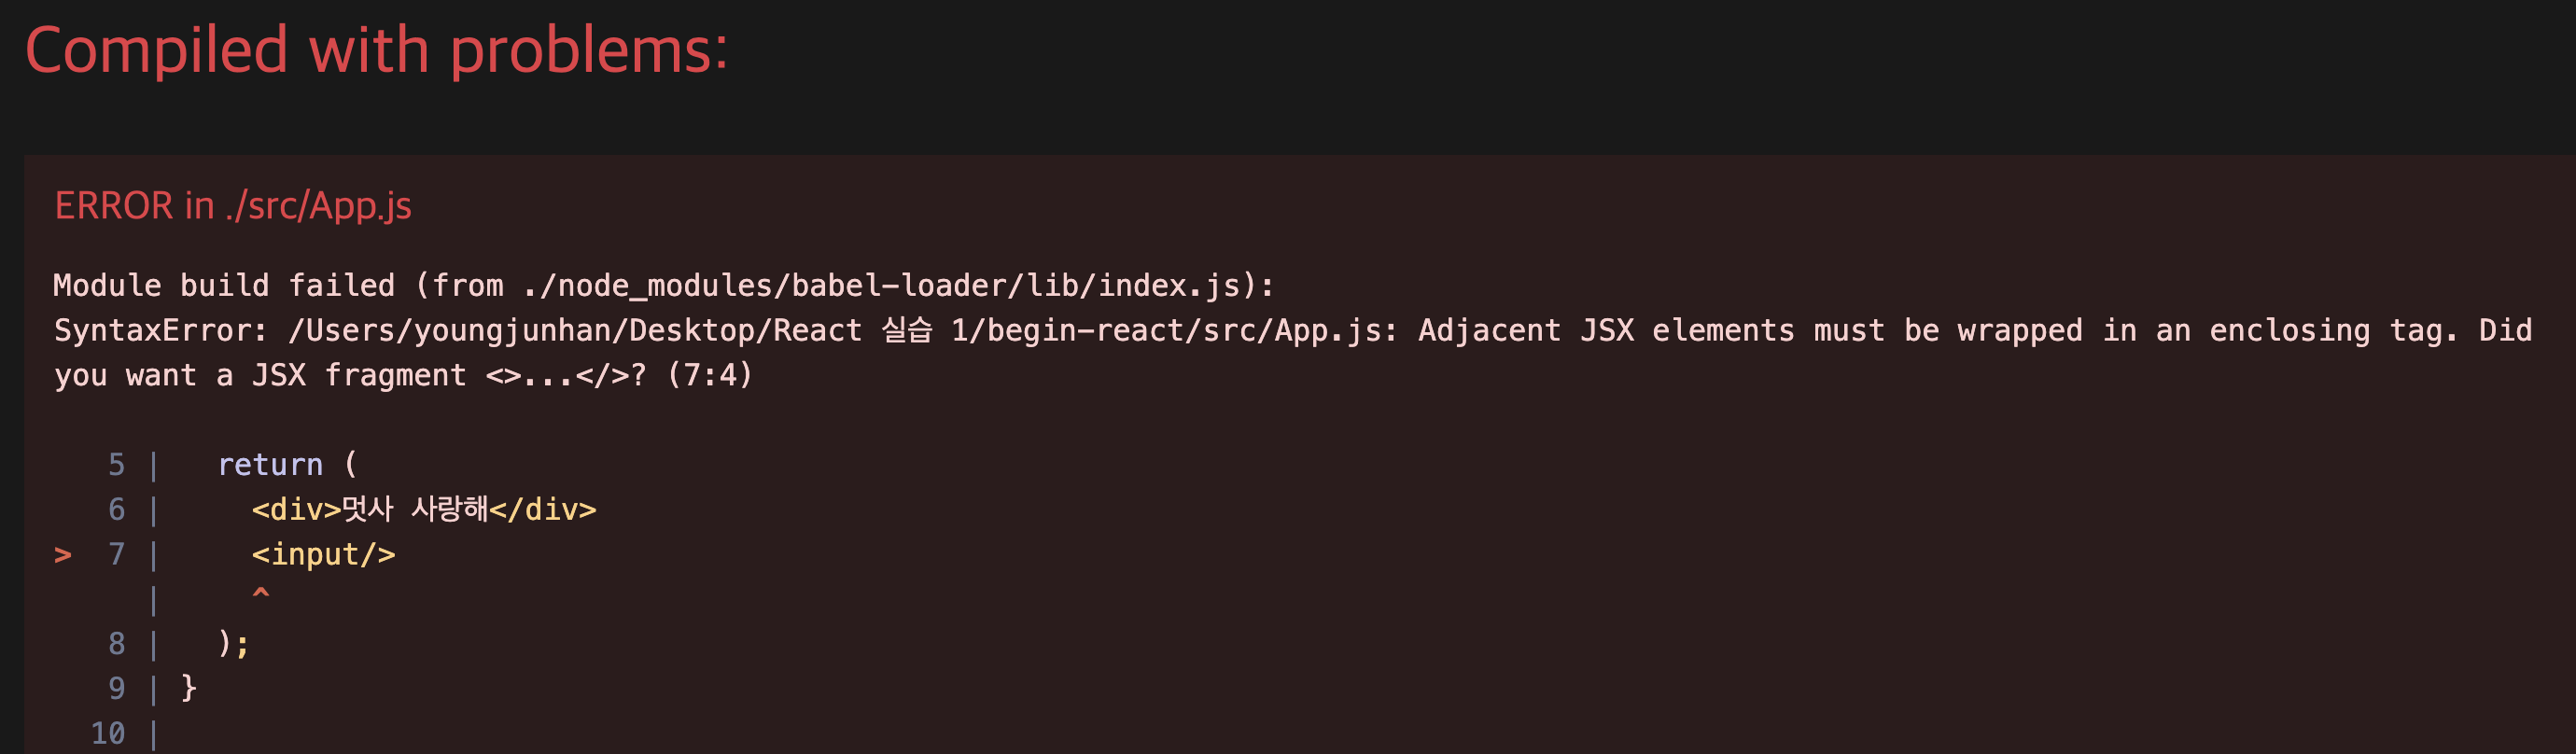 Compiled with problems:
ERROR in ./src/App.js
Module build failed (from ./node_modules/babel-loader/lib/index.js):
SyntaxError: /Users/youngjunhan/Desktop/React 실습 1/begin-react/src/App.js: Adjacent JSX elements must be wrapped in an enclosing tag. Did
you want a JSX fragment <>...</>? (7:4)
5 |   return (
6 |     <div>멋사 사랑해</div>
> 7 |     <input/>
|     ^
8 |   );
9 | }
10 |